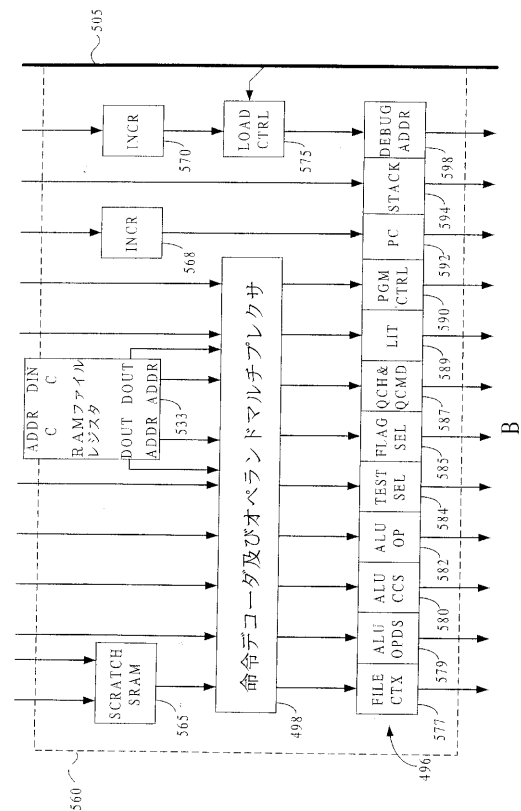 505
560
ADDR DIN
C C
RAMファイル
レジスタ
DOUT DOUT
ADDR ADDR
533
INCR
570
INCR
568
LOAD
CTRL
575
SCRATCH
SRAM
565
命令デコーダ及びオペランドマルチプレクサ
498
FILE
CTX
577
ALU
OPDS
579
ALU
CCS
580
ALU
OP
582
TEST
SEL
584
FLAG
SEL
585
QCH&
QCMD
587
LIT
589
PGM
CTRL
590
PC
592
STACK
594
DEBUG
ADDR
598
496
B